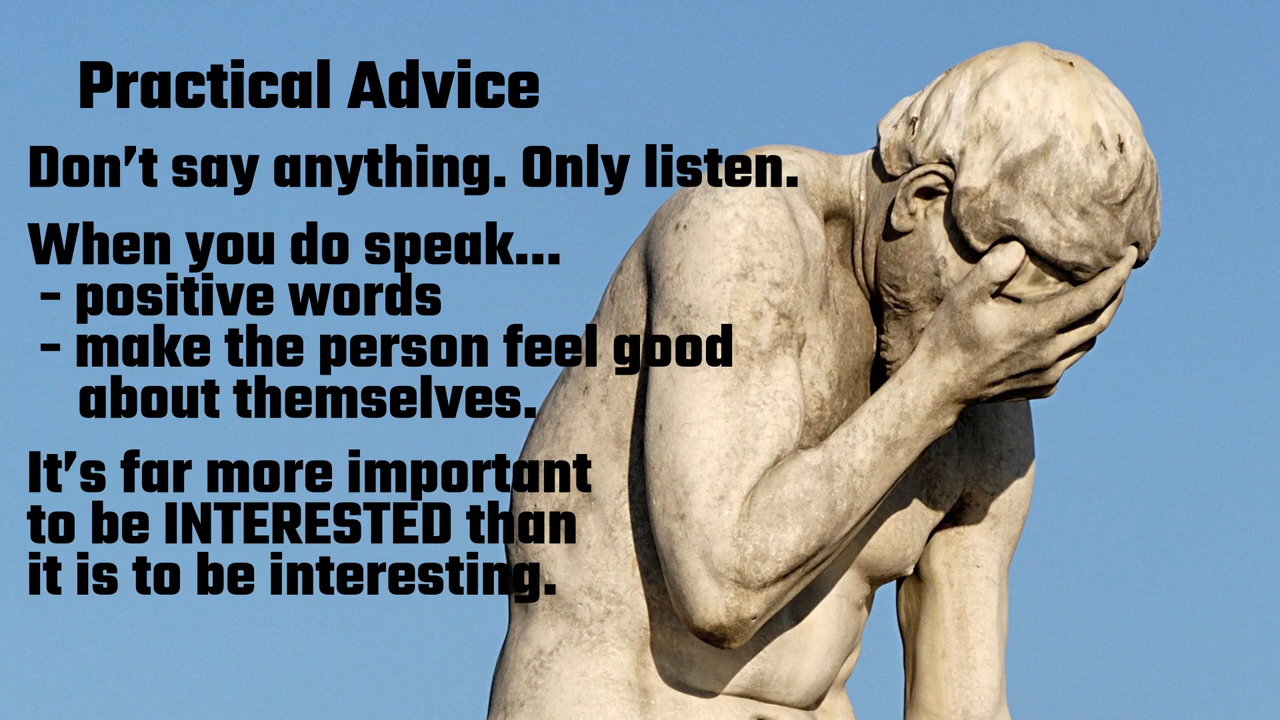 Practical Advice
Don't say anything. Only listen.
When you do speak...
- positive words
- make the person feel good
about themselves.
It's far more important
to be INTERESTED than
it is to be interesting.